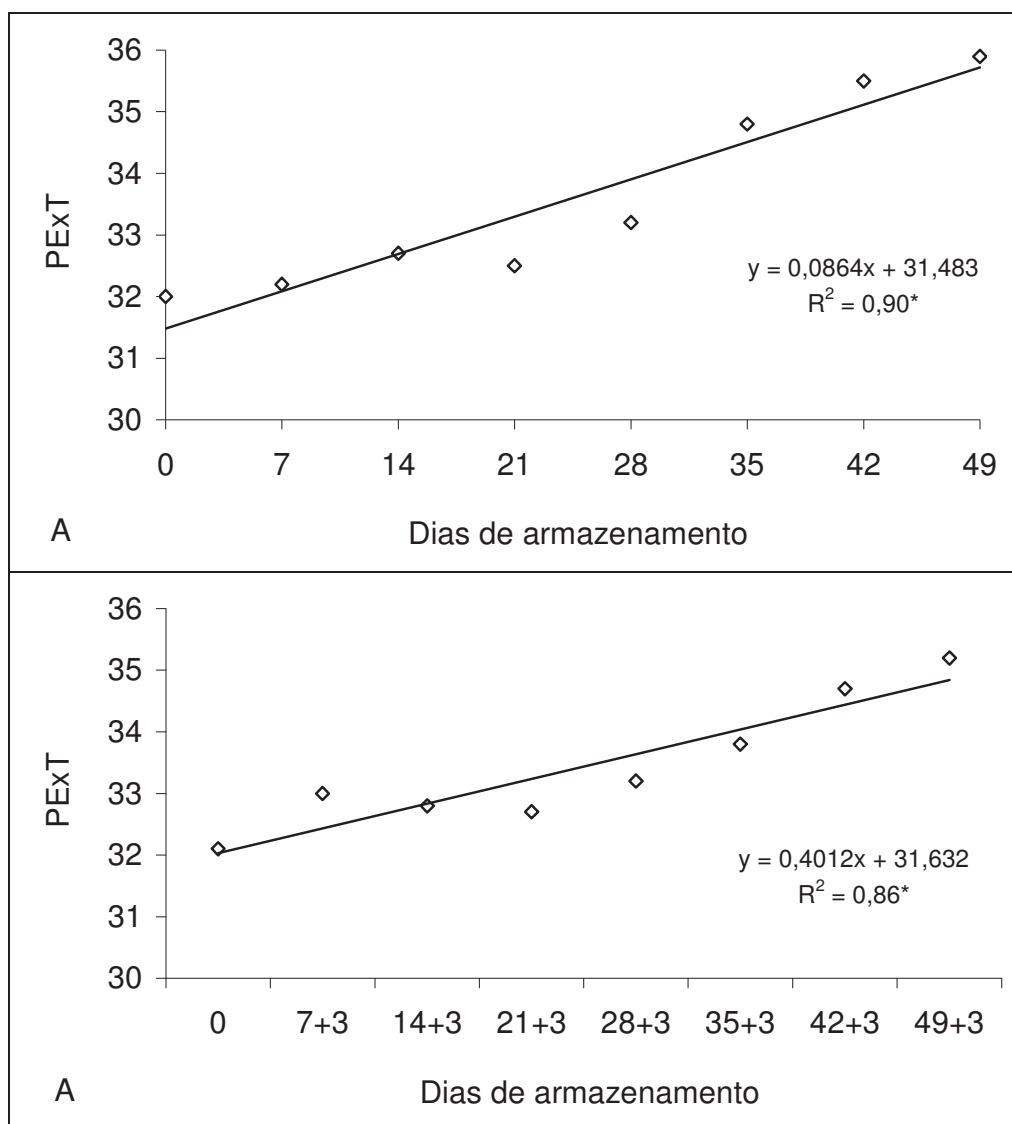 36
35
34
33
32
31
30
PExT
y = 0,0864x + 31,483
R² = 0,90*
0 7 14 21 28 35 42 49
A Dias de armazenamento
36
35
34
33
32
31
30
PExT
y = 0,4012x + 31,632
R² = 0,86*
0 7+3 14+3 21+3 28+3 35+3 42+3 49+3
A Dias de armazenamento